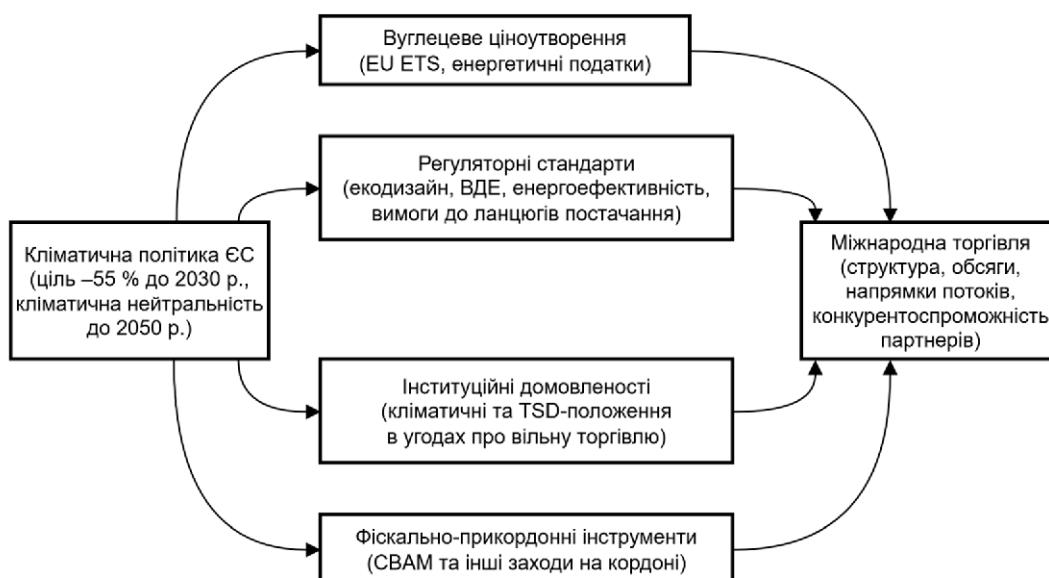 Вуглецеве ціноутворення
(EU ETS, енергетичні податки)
Регуляторні стандарти
(екодизайн, ВДЕ, енергоефективність,
вимоги до ланцюгів постачання)
Кліматична політика ЄС
(ціль –55 % до 2030 р.,
кліматична нейтральність
до 2050 р.)
Міжнародна торгівля
(структура, обсяги,
напрямки потоків,
конкурентоспроможність
партнерів)
Інституційні домовленості
(кліматичні та TSD-положення
в угодах про вільну торгівлю)
Фіскально-прикордонні інструменти
(CBAM та інші заходи на кордоні)